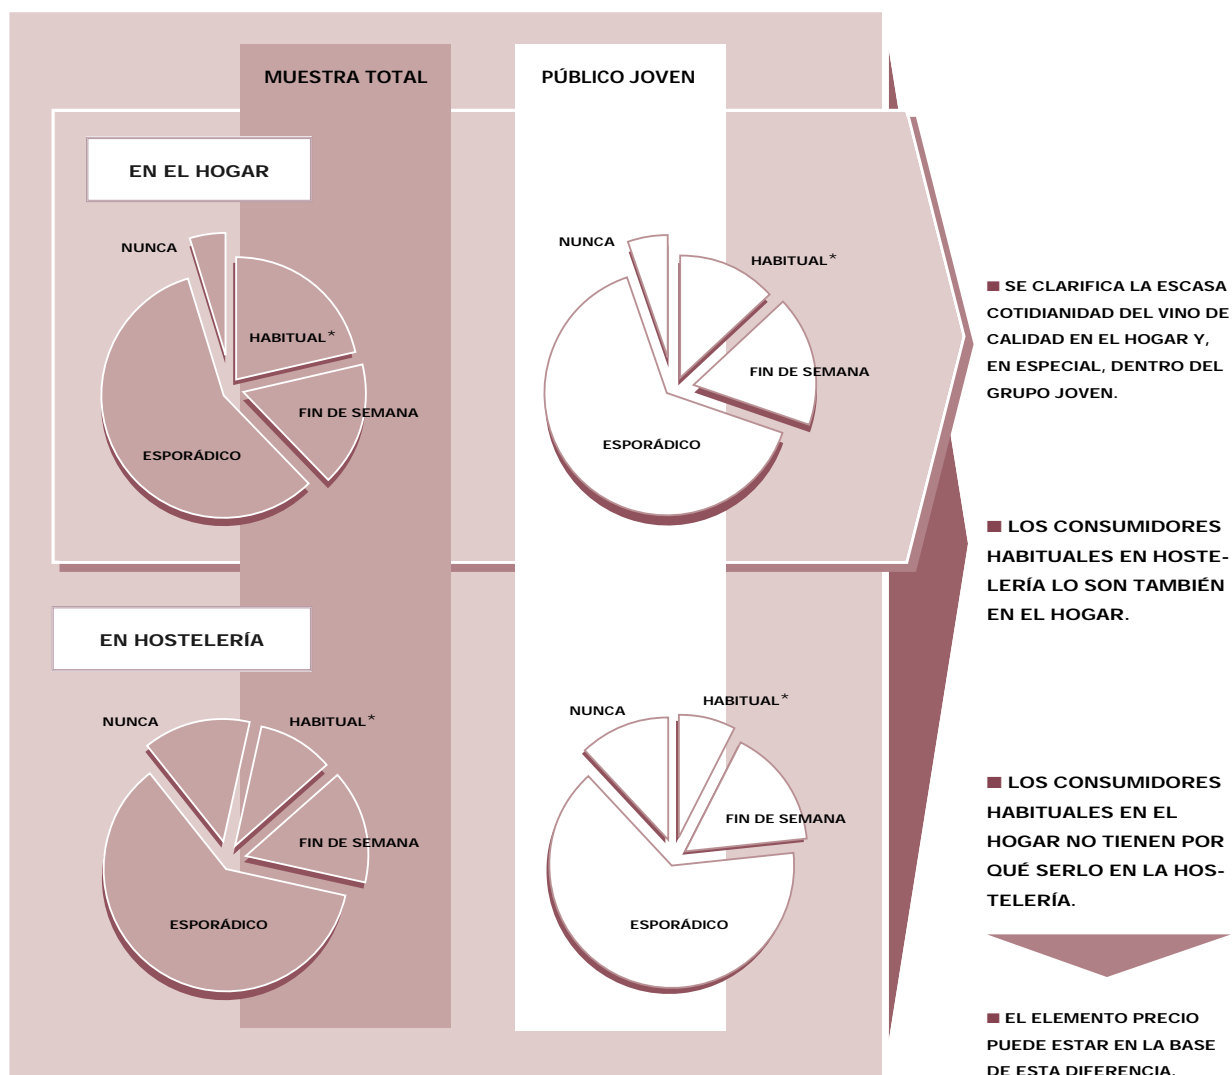 MUESTRA TOTAL
PÚBLICO JOVEN
EN EL HOGAR
NUNCA
HABITUAL*
FIN DE SEMANA
ESPORÁDICO
NUNCA
HABITUAL*
FIN DE SEMANA
ESPORÁDICO
EN HOSTELERÍA
NUNCA
HABITUAL*
FIN DE SEMANA
ESPORÁDICO
NUNCA
HABITUAL*
FIN DE SEMANA
ESPORÁDICO
■ SE CLARIFICA LA ESCASA
COTIDIANIDAD DEL VINO DE
CALIDAD EN EL HOGAR Y,
EN ESPECIAL, DENTRO DEL
GRUPO JOVEN.
■ LOS CONSUMIDORES
HABITUALES EN HOSTE-
LERÍA LO SON TAMBIÉN
EN EL HOGAR.
■ LOS CONSUMIDORES
HABITUALES EN EL
HOGAR NO TIENEN POR
QUÉ SERLO EN LA HOS-
TELERÍA.
■ EL ELEMENTO PRECIO
PUEDE ESTAR EN LA BASE
DE ESTA DIFERENCIA.